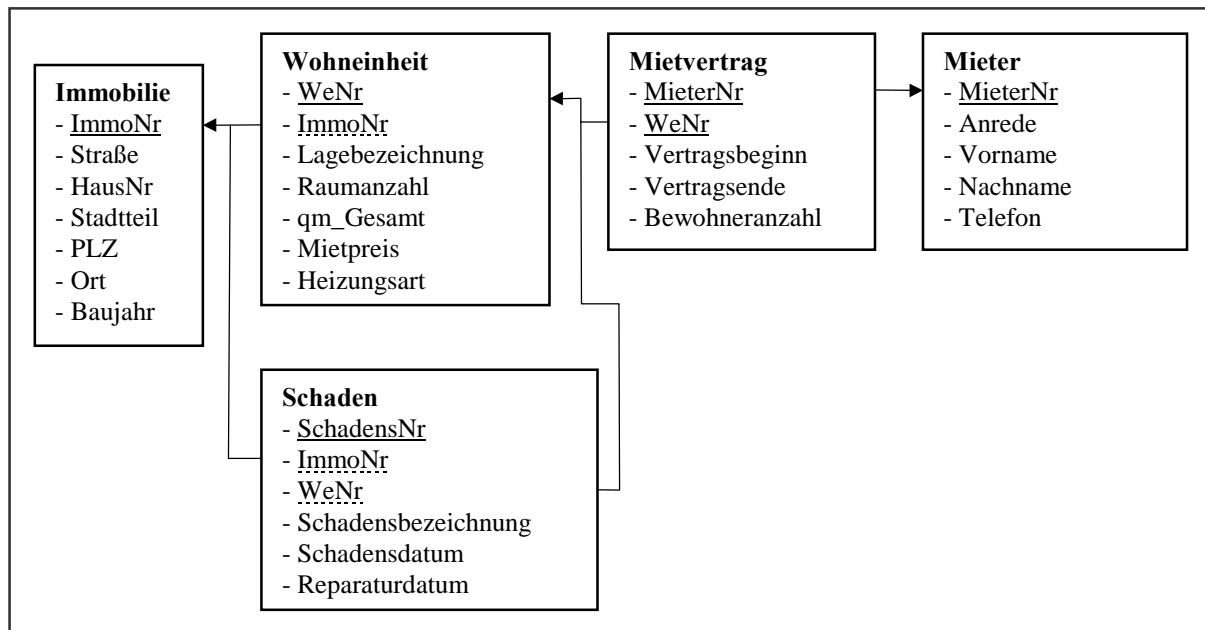 Immobilie
- ImmoNr
- Straße
- HausNr
- Stadtteil
- PLZ
- Ort
- Baujahr
Wohneinheit
- WeNr
- ImmoNr
- Lagebezeichnung
- Raumanzahl
- qm_Gesamt
- Mietpreis
- Heizungsart
Mietvertrag
- MieterNr
- WeNr
- Vertragsbeginn
- Vertragsende
- Bewohneranzahl
Mieter
- MieterNr
- Anrede
- Vorname
- Nachname
- Telefon
Schaden
- SchadensNr
- ImmoNr
- WeNr
- Schadensbezeichnung
- Schadensdatum
- Reparaturdatum